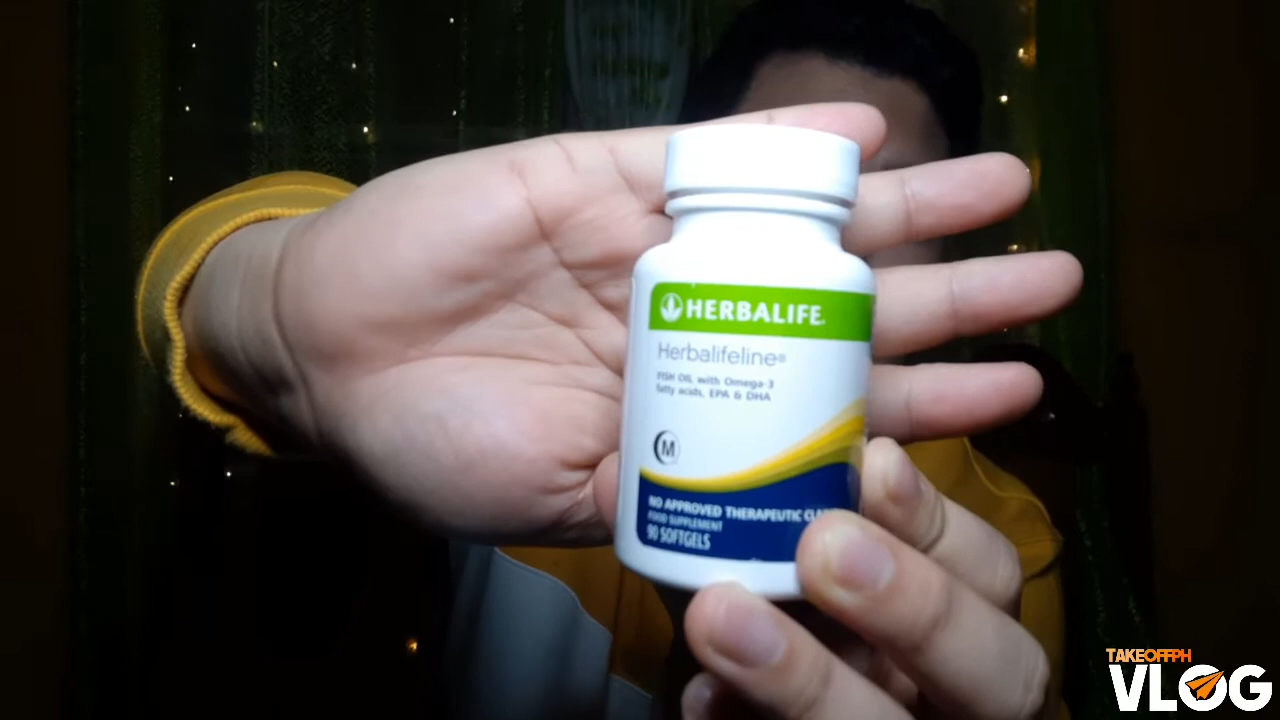 HERBALIFE.
Herbalifeline®
FISH OIL with Omega-3
fatty acids, EPA & DHA
M
NO APPROVED THERAPEUTIC
FOOD SUPPLEMENT
90 SOFTGELS
TAKEOFFPH
VLOG